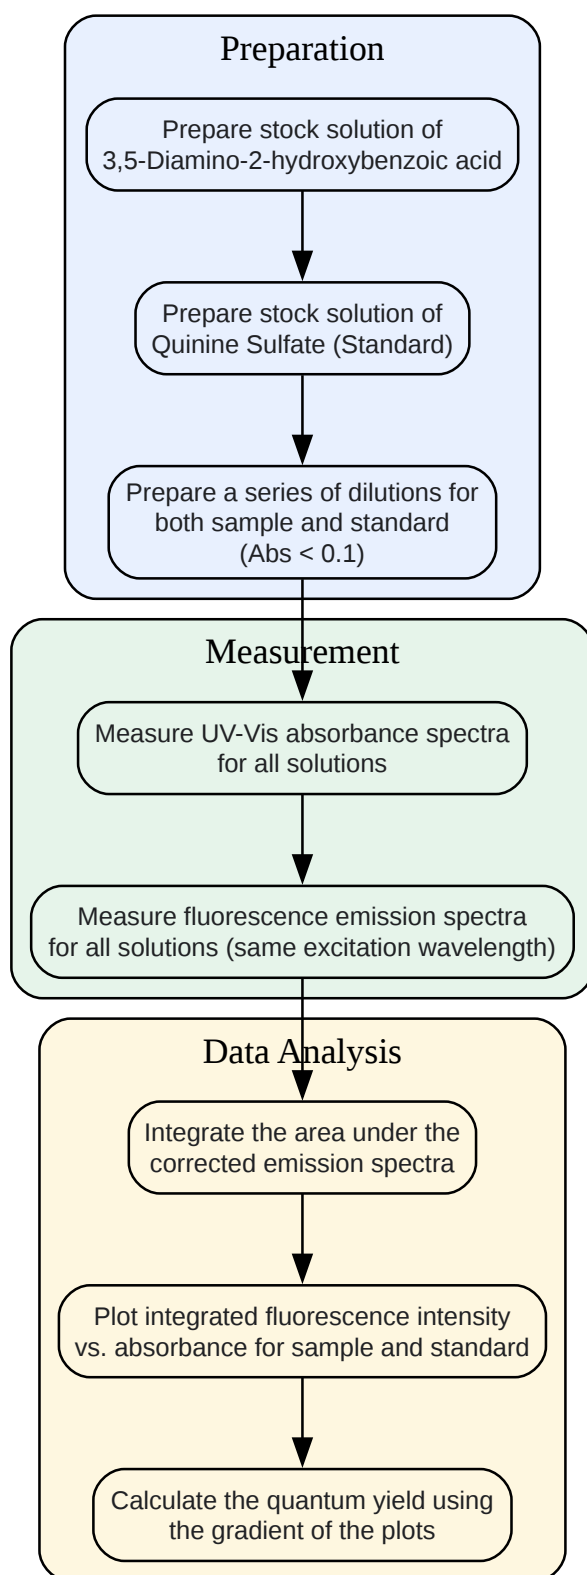 Preparation
Prepare stock solution of
3,5-Diamino-2-hydroxybenzoic acid
Prepare stock solution of
Quinine Sulfate (Standard)
Prepare a series of dilutions for
both sample and standard
(Abs < 0.1)
Measurement
Measure UV-Vis absorbance spectra
for all solutions
Measure fluorescence emission spectra
for all solutions (same excitation wavelength)
Data Analysis
Integrate the area under the
corrected emission spectra
Plot integrated fluorescence intensity
vs. absorbance for sample and standard
Calculate the quantum yield using
the gradient of the plots